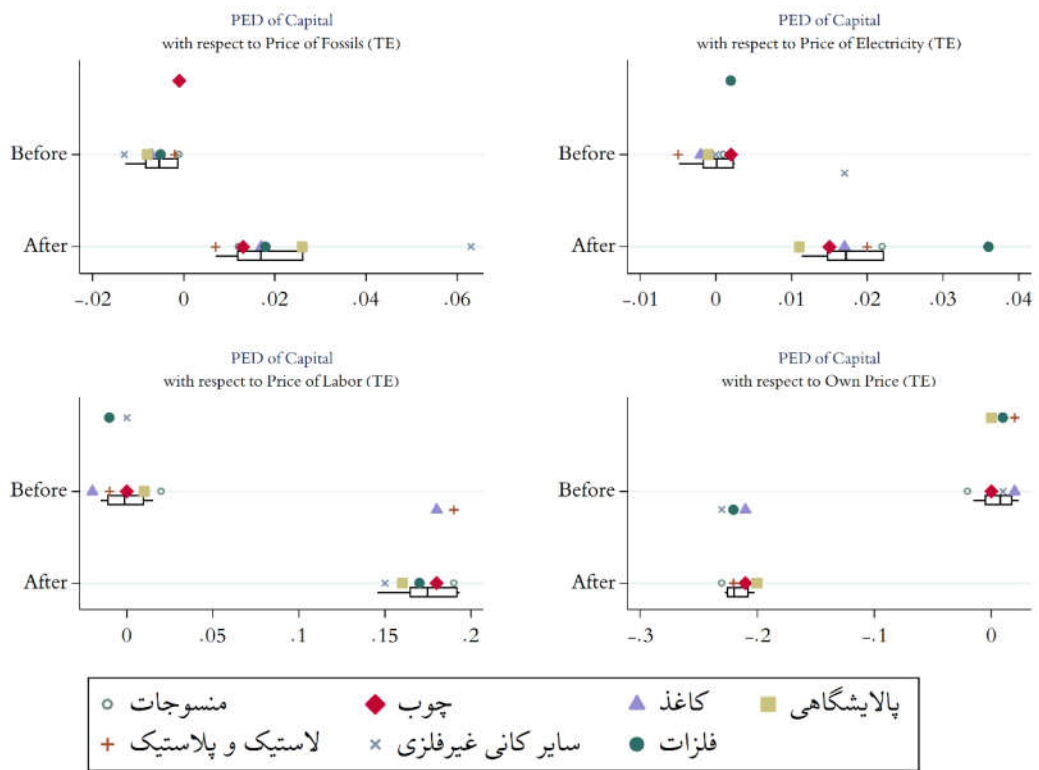 PED of Capital
with respect to Price of Fossils (TE)
Before
After
-.02 0 .02 .04 .06
PED of Capital
with respect to Price of Electricity (TE)
Before
After
-.01 0 .01 .02 .03 .04
PED of Capital
with respect to Price of Labor (TE)
Before
After
0 .05 .1 .15 .2
PED of Capital
with respect to Own Price (TE)
Before
After
-.3 -.2 -.1 0
منسوجات چوب کاغذ پالایشگاهی
لاستیک و پلاستیک سایر کانی غیرفلزی فلزات